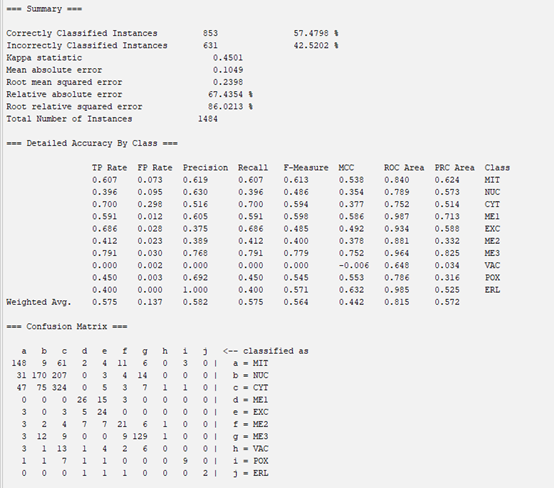 === Summary ===
Correctly Classified Instances 853 57.4798 %
Incorrectly Classified Instances 631 42.5202 %
Kappa statistic 0.4501
Mean absolute error 0.1049
Root mean squared error 0.2398
Relative absolute error 67.4354 %
Root relative squared error 86.0213 %
Total Number of Instances 1484
=== Detailed Accuracy By Class ===
TP Rate FP Rate Precision Recall F-Measure MCC ROC Area PRC Area Class
0.607 0.073 0.619 0.607 0.613 0.538 0.840 0.624 MIT
0.396 0.095 0.630 0.396 0.486 0.354 0.789 0.573 NUC
0.700 0.298 0.516 0.700 0.594 0.377 0.752 0.514 CYT
0.591 0.012 0.605 0.591 0.598 0.586 0.987 0.713 ME1
0.686 0.028 0.375 0.686 0.485 0.492 0.934 0.588 EXC
0.412 0.023 0.389 0.412 0.400 0.378 0.881 0.332 ME2
0.791 0.030 0.768 0.791 0.779 0.752 0.964 0.825 ME3
0.000 0.002 0.000 0.000 0.000 -0.006 0.648 0.034 VAC
0.450 0.003 0.692 0.450 0.545 0.553 0.786 0.316 POX
0.400 0.000 1.000 0.400 0.571 0.632 0.985 0.525 ERL
Weighted Avg. 0.575 0.137 0.582 0.575 0.564 0.442 0.815 0.572
=== Confusion Matrix ===
a b c d e f g h i j <-- classified as
148 9 61 2 4 11 6 0 3 0 | a = MIT
31 170 207 0 3 4 14 0 0 0 | b = NUC
47 75 324 0 5 3 7 1 1 0 | c = CYT
0 0 0 26 15 3 0 0 0 0 | d = ME1
3 0 3 5 24 0 0 0 0 0 | e = EXC
3 2 4 7 7 21 6 1 0 0 | f = ME2
3 12 9 0 0 9 129 1 0 0 | g = ME3
3 1 13 1 4 2 6 0 0 0 | h = VAC
1 1 7 1 1 0 0 0 9 0 | i = POX
0 0 0 1 1 1 0 0 0 2 | j = ERL